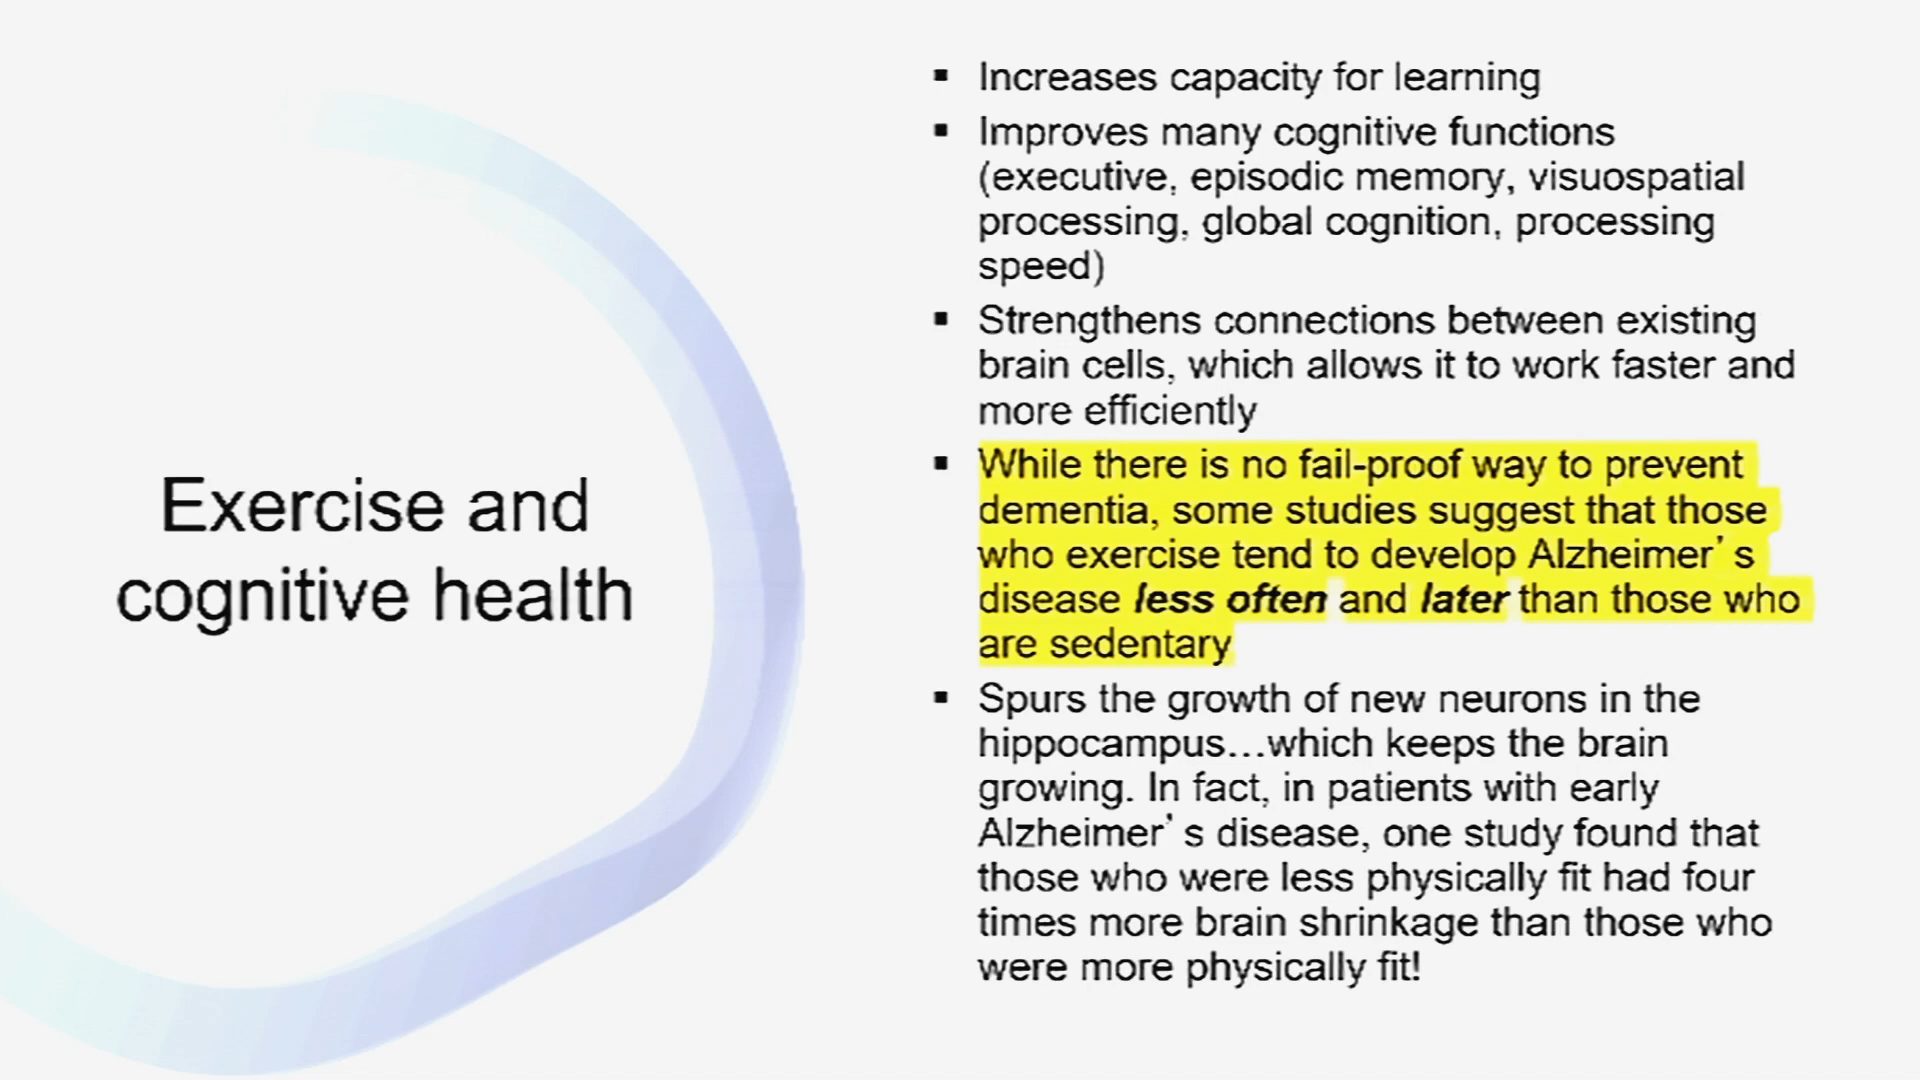 Exercise and
cognitive health
▪ Increases capacity for learning
▪ Improves many cognitive functions
(executive, episodic memory, visuospatial
processing, global cognition, processing
speed)
▪ Strengthens connections between existing
brain cells, which allows it to work faster and
more efficiently
▪ While there is no fail-proof way to prevent
dementia, some studies suggest that those
who exercise tend to develop Alzheimer’s
disease less often and later than those who
are sedentary
▪ Spurs the growth of new neurons in the
hippocampus…which keeps the brain
growing. In fact, in patients with early
Alzheimer’s disease, one study found that
those who were less physically fit had four
times more brain shrinkage than those who
were more physically fit!